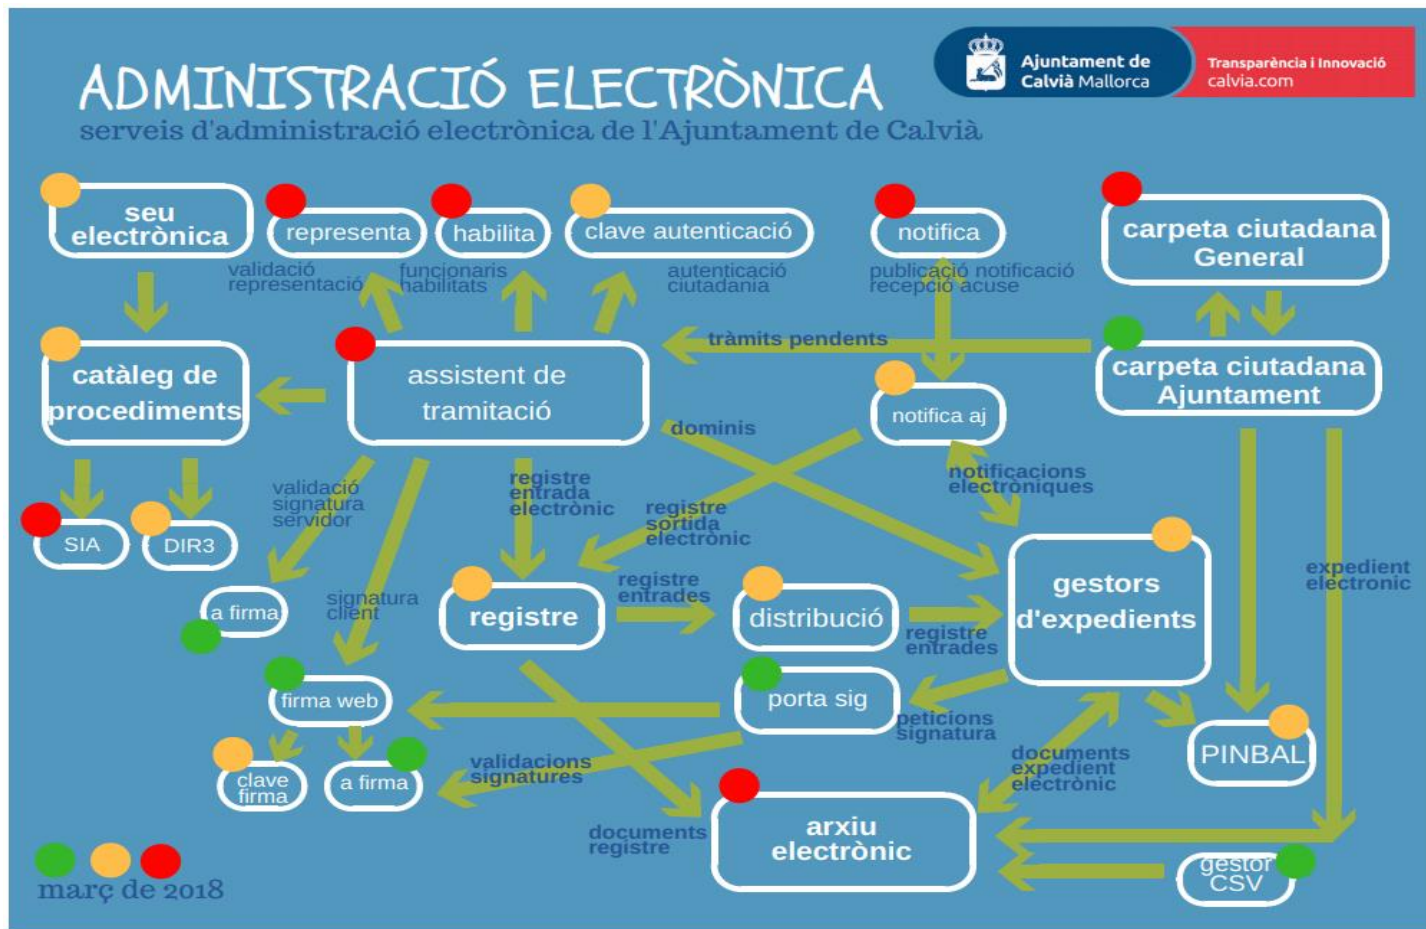 ADMINISTRACIÓ ELECTRÒNICA
serveis d'administració electrònica de l'Ajuntament de Calvià
Ajuntament de
Calvià Mallorca
Transparència i Innovació
calvia.com
seu
electrònica
representa
validació
representació
habilita
funcionaris
habilitats
clave autenticació
autenticació
ciutadania
notifica
publicació notificació
recepció acuse
carpeta ciutadana
General
tràmits pendents
catàleg de
procediments
assistent de
tramitació
notifica aj
carpeta ciutadana
Ajuntament
dominis
validació
signatura
servidor
registre
entrada
electrònic
registre
sortida
electrònic
notificacions
electròniques
SIA
DIR3
a firma
signatura
client
registre
registre
entrades
distribució
registre
entrades
gestors
d'expedients
expedient
electronic
firma web
porta sig
peticions
signatura
clave
firma
a firma
validacions
signatures
documents
expedient
electrònic
PINBAL
documents
registre
arxiu
electrònic
gestor
CSV
març de 2018